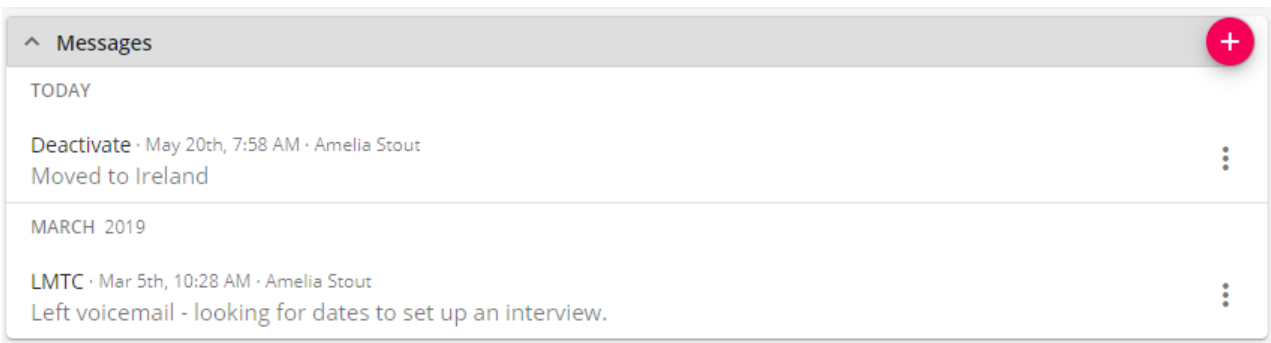 Messages
TODAY
Deactivate · May 20th, 7:58 AM · Amelia Stout
Moved to Ireland
MARCH 2019
LMTC · Mar 5th, 10:28 AM · Amelia Stout
Left voicemail - looking for dates to set up an interview.